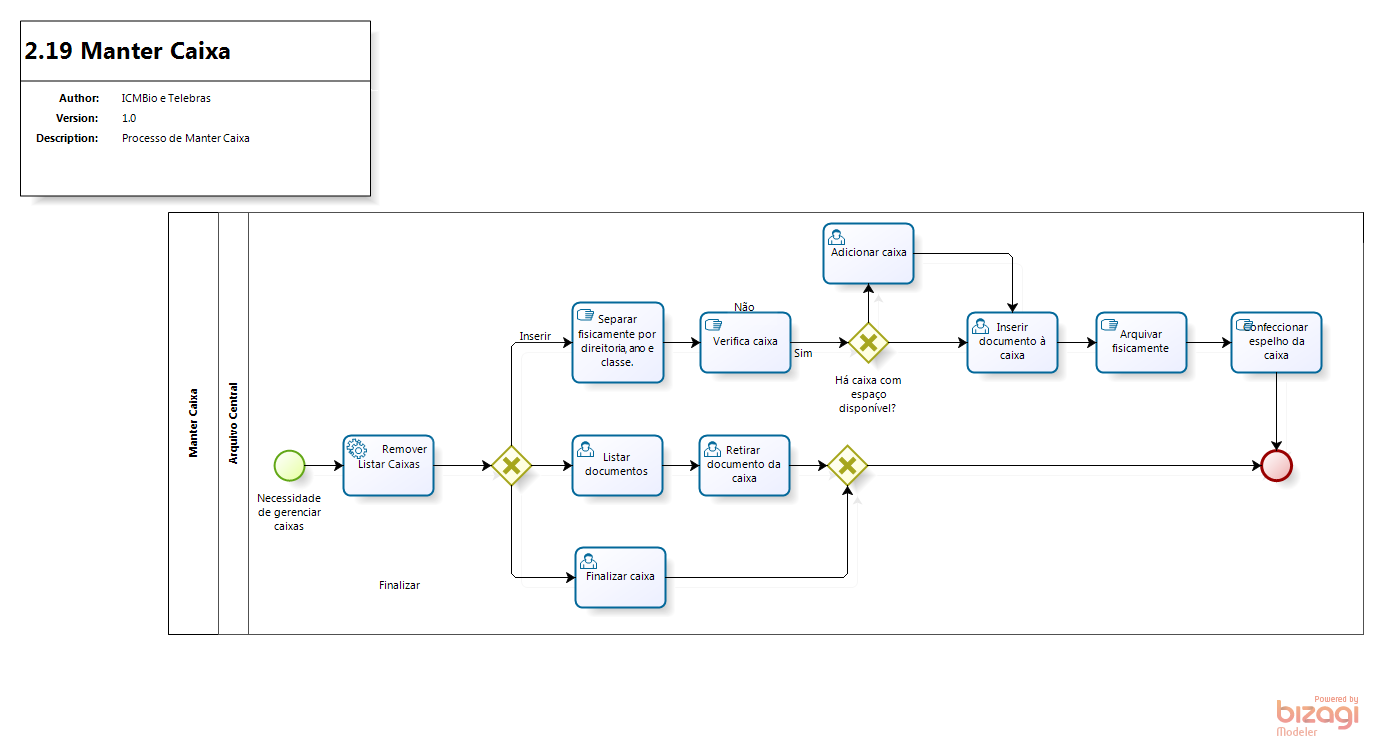 2.19 Manter Caixa
Author: ICMBio e Telebras
Version: 1.0
Description: Processo de Manter Caixa
Manter Caixa
Arquivo Central
Necessidade
de gerenciar
caixas
Remover
Listar Caixas
Inserir
Separar
fisicamente por
direitoria, ano e
classe.
Não
Verifica caixa
Sim
Adicionar caixa
Há caixa com
espaço
disponível?
Inserir
documento à
caixa
Arquivar
fisicamente
Confeccionar
espelho da
caixa
Listar
documentos
Retirar
documento da
caixa
Finalizar
Finalizar caixa
Powered by
bizagi
Modeler